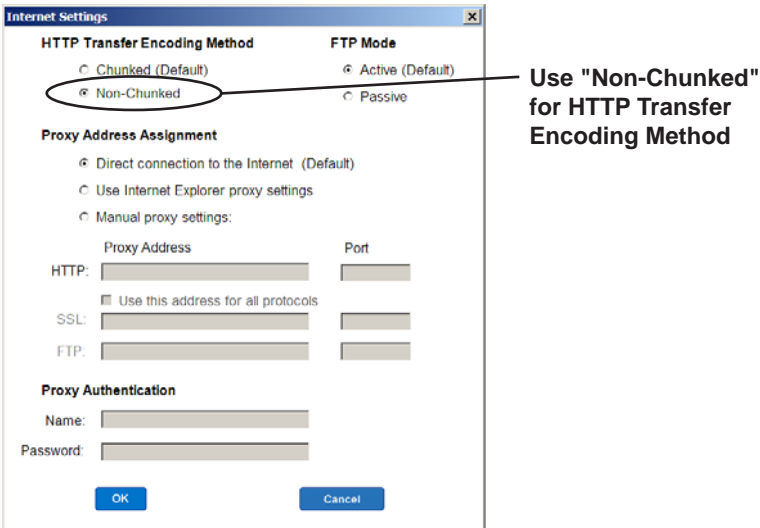 Internet Settings
HTTP Transfer Encoding Method
FTP Mode
Chunked (Default)
Active (Default)
Non-Chunked
Passive
Use "Non-Chunked"
for HTTP Transfer
Encoding Method
Proxy Address Assignment
Direct connection to the Internet (Default)
Use Internet Explorer proxy settings
Manual proxy settings:
Proxy Address
Port
HTTP:
Use this address for all protocols
SSL:
FTP:
Proxy Authentication
Name:
Password:
OK
Cancel